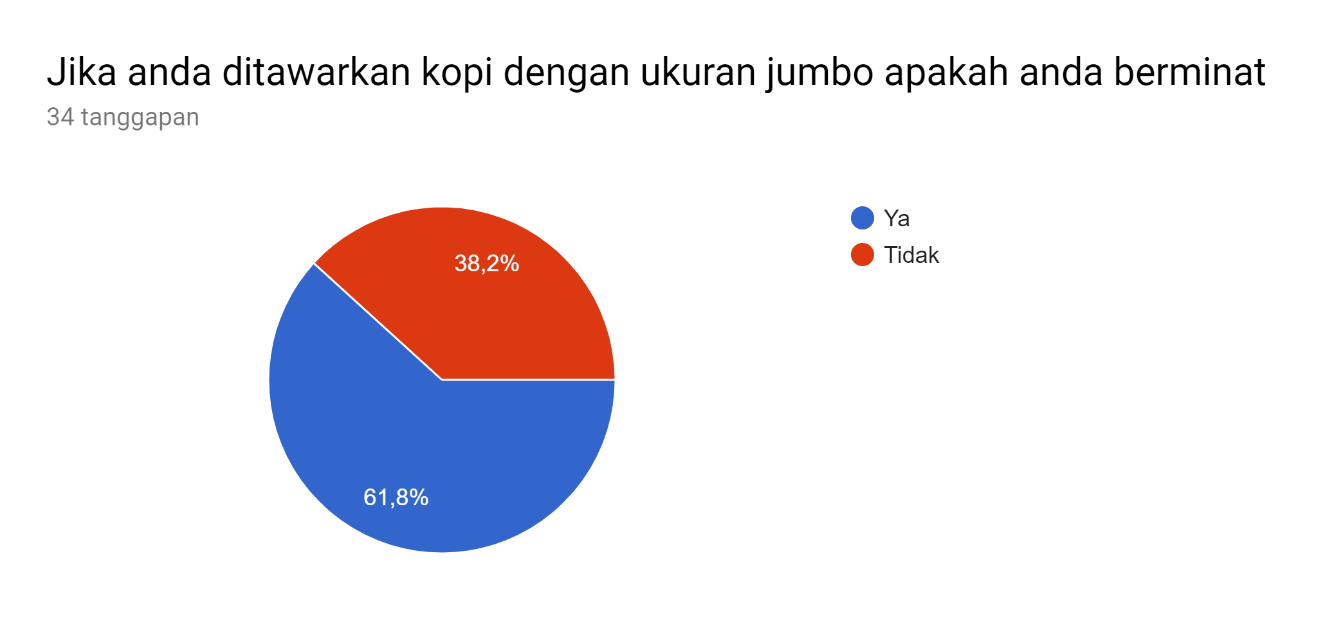 Jika anda ditawarkan kopi dengan ukuran jumbo apakah anda berminat
34 tanggapan
Ya
Tidak
38,2%
61,8%